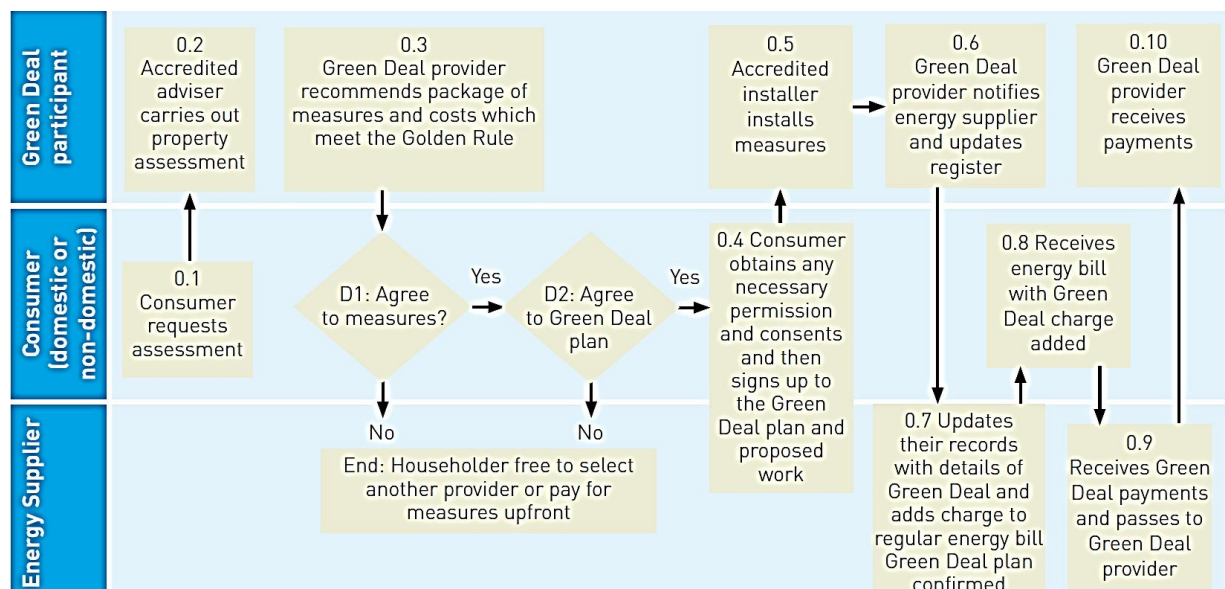 Green Deal
participant
0.2
Accredited
adviser
carries out
property
assessment
0.3
Green Deal provider
recommends package of
measures and costs which
meet the Golden Rule
0.5
Accredited
installer
installs
measures
0.6
Green Deal
provider notifies
energy supplier
and updates
register
0.10
Green Deal
provider
receives
payments
Consumer
(domestic or
non-domestic)
0.1
Consumer
requests
assessment
D1: Agree
to measures?
Yes
No
D2: Agree
to Green Deal
plan
Yes
No
0.4 Consumer
obtains any
necessary
permission
and consents
and then
signs up to
the Green
Deal plan and
proposed
work
0.8 Receives
energy bill
with Green
Deal charge
added
Energy Supplier
End: Householder free to select
another provider or pay for
measures upfront
0.7 Updates
their records
with details of
Green Deal and
adds charge to
regular energy bill
Green Deal plan
confirmed
0.9
Receives Green
Deal payments
and passes to
Green Deal
provider